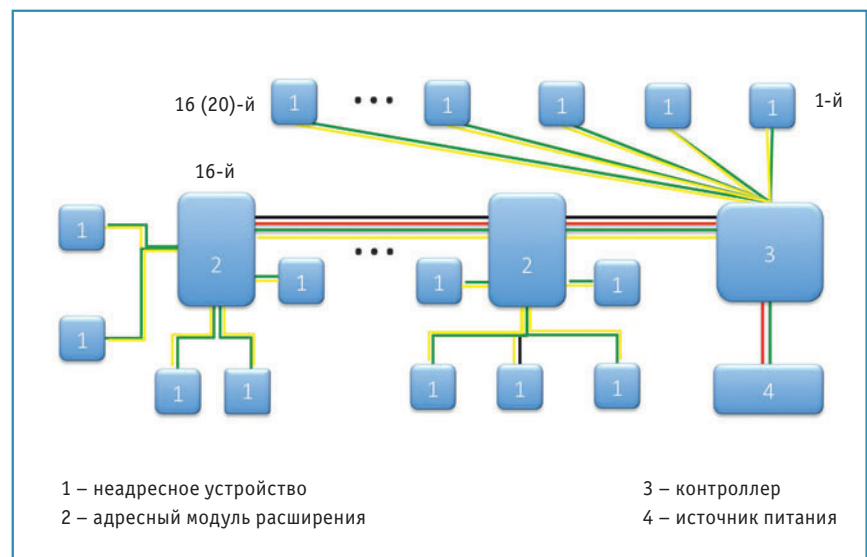 1 1 1 1 1
16 (20)-й
1-й
16-й
1
2
1
2
1
1
3
1
1
1
1
1
1
4
1 – неадресное устройство
2 – адресный модуль расширения
3 – контроллер
4 – источник питания